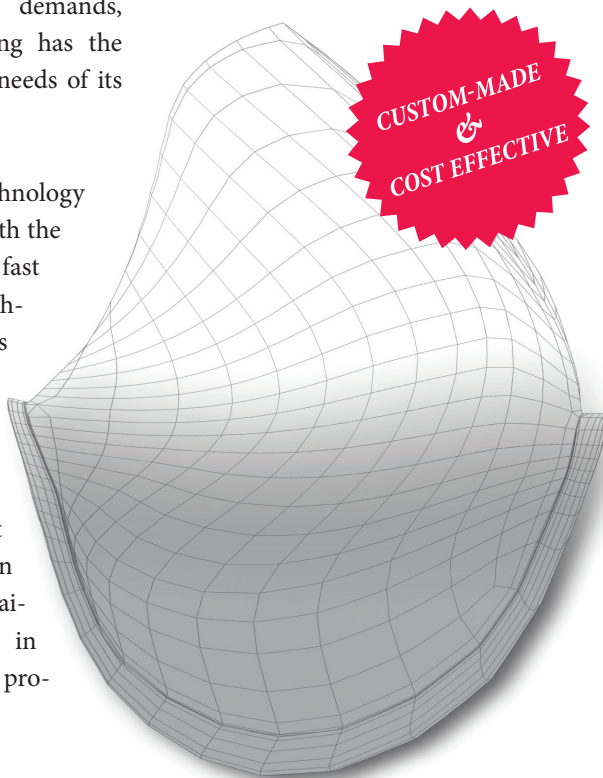 demands,
ng has the
needs of its
CUSTOM-MADE
&
COST EFFECTIVE
hnology
th the
fast
h-
s
t
n
ai-
in
pro-